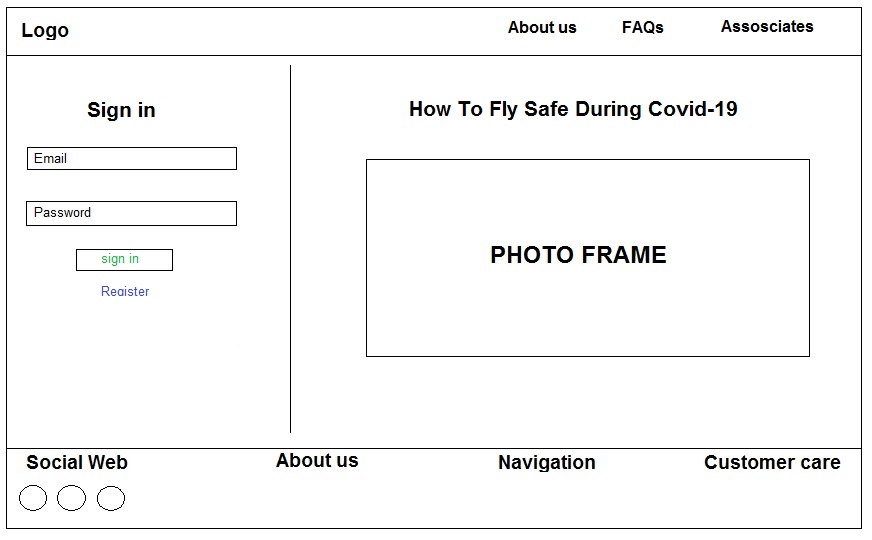 Logo
About us
FAQs
Assosciates
Sign in
Email
Password
sign in
Register
How To Fly Safe During Covid-19
PHOTO FRAME
Social Web
About us
Navigation
Customer care